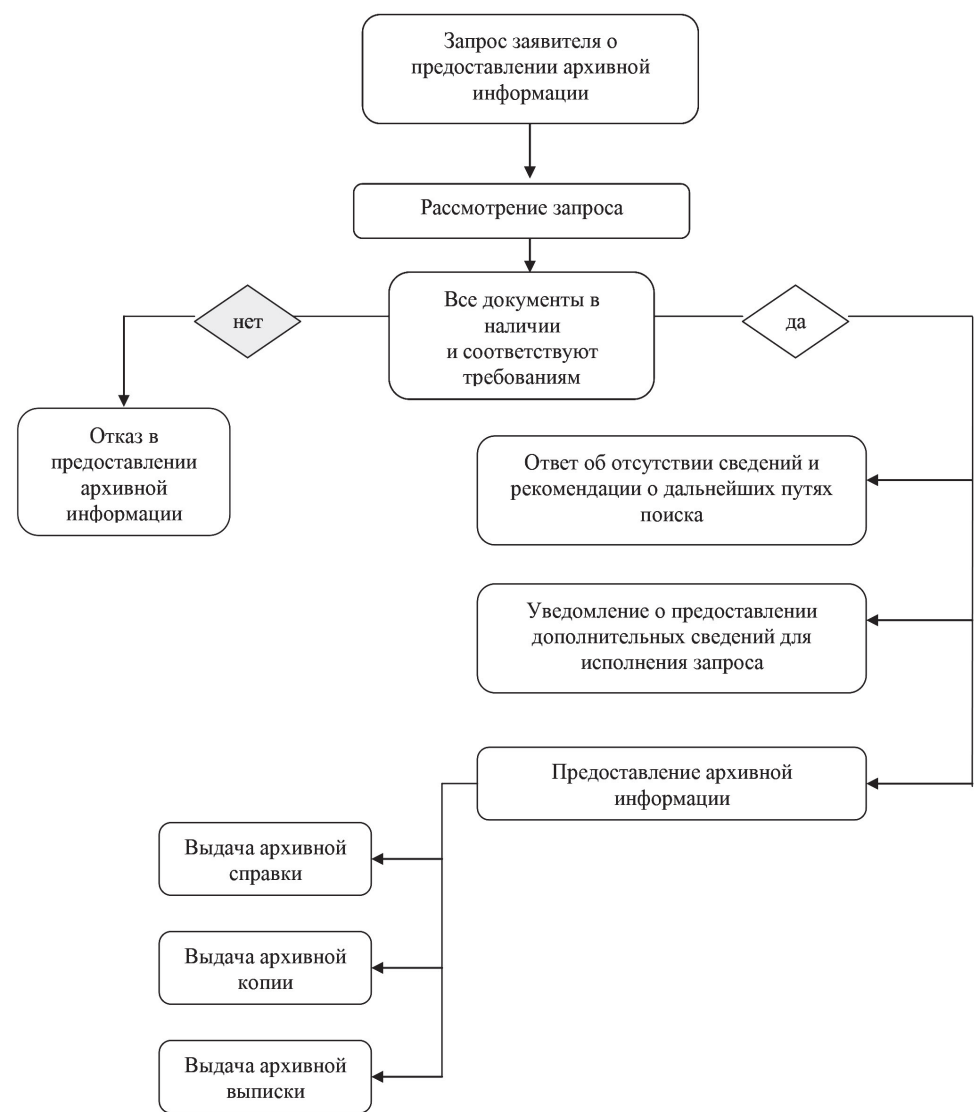 Запрос заявителя о
предоставлении архивной
информации
Рассмотрение запроса
Все документы в
наличии
и соответствуют
требованиям
нет
да
Отказ в
предоставлении
архивной
информации
Ответ об отсутствии сведений и
рекомендации о дальнейших путях
поиска
Уведомление о предоставлении
дополнительных сведений для
исполнения запроса
Предоставление архивной
информации
Выдача архивной
справки
Выдача архивной
копии
Выдача архивной
выписки